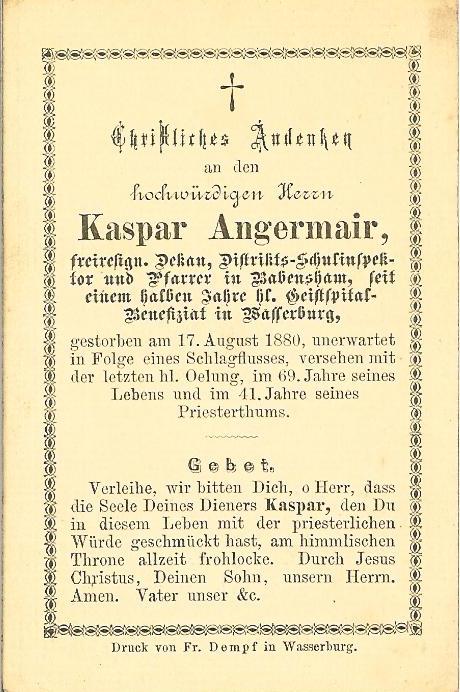 Christliches Andenken
an den
hochwürdigen Herrn
Kaspar Angermair,
freiresign. Dekan, Distrikts-Schulinspek-
tor und Pfarrer in Babensham, seit
einem halben Jahre hl. Geistspital-
Benefiziat in Wasserburg,
gestorben am 17. August 1880, unerwartet
in Folge eines Schlagflusses, versehen mit
der letzten hl. Oelung, im 69. Jahre seines
Lebens und im 41. Jahre seines
Priesterthums.
Gebet.
Verleihe, wir bitten Dich, o Herr, dass
die Seele Deines Dieners Kaspar, den Du
in diesem Leben mit der priesterlichen
Würde geschmückt hast, am himmlischen
Throne allzeit frohlocke. Durch Jesus
Christus, Deinen Sohn, unsern Herrn.
Amen. Vater unser &c.
Druck von Fr. Dempf in Wasserburg.